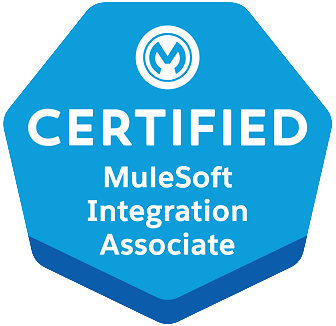 CERTIFIED
MuleSoft
Integration
Associate